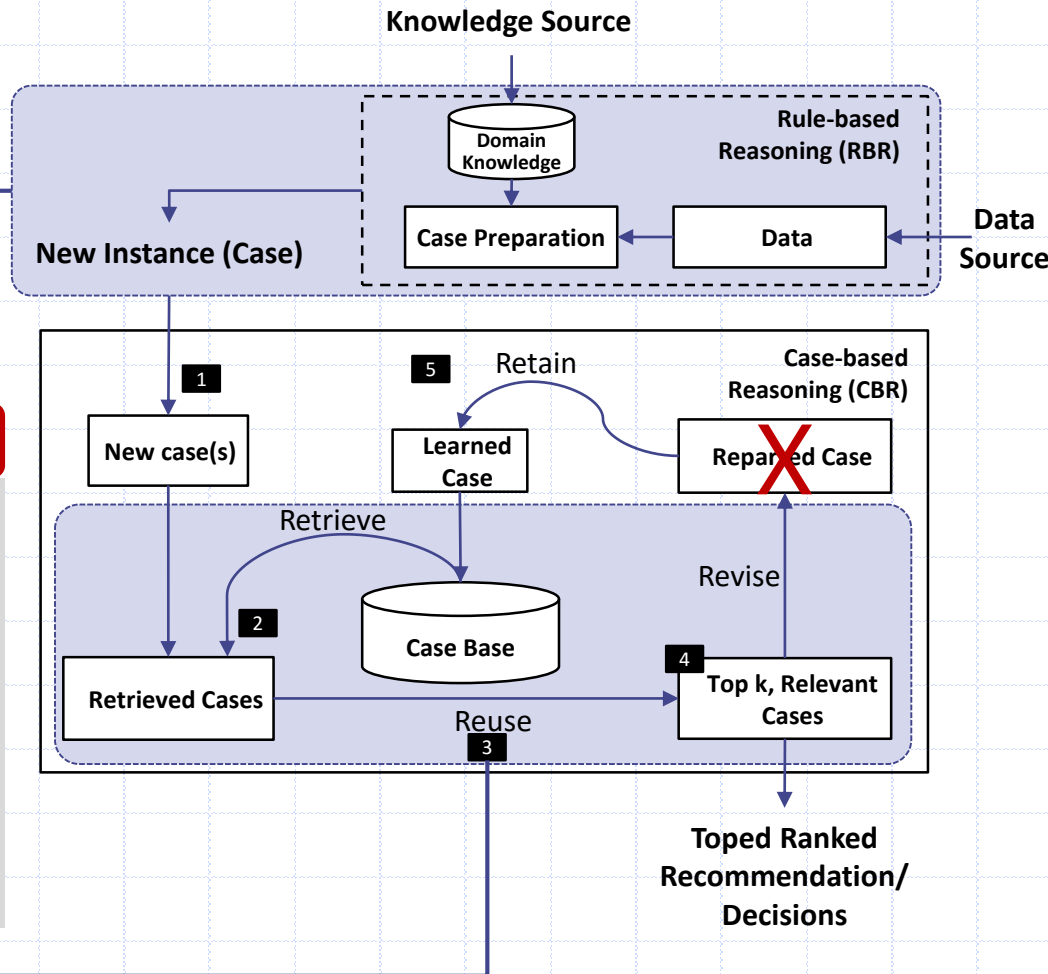 Knowledge Source
Rule-based
Reasoning (RBR)
Domain
Knowledge
Case Preparation
Data
Data
Source
New Instance (Case)
Case-based
Reasoning (CBR)
1
5
Retain
New case(s)
Learned
Case
Repaired Case
X
Retrieve
Revise
2
Case Base
4
Retrieved Cases
Top k, Relevant
Cases
Reuse
3
Toped Ranked
Recommendation/
Decisions